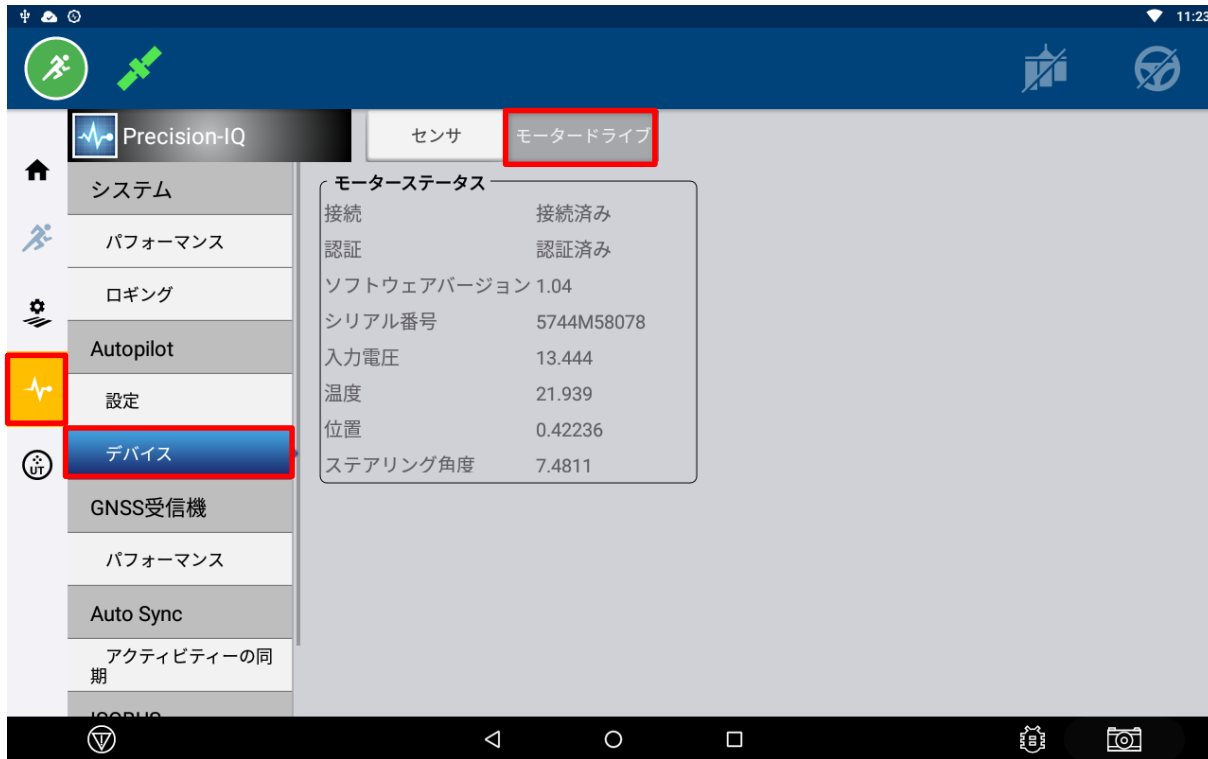 11:23
Precision-IQ
センサ
モータードライブ
システム
パフォーマンス
ロギング
Autopilot
設定
デバイス
GNSS受信機
パフォーマンス
Auto Sync
アクティビティーの同
期
モーターステータス
接続 接続済み
認証 認証済み
ソフトウェアバージョン 1.04
シリアル番号 5744M58078
入力電圧 13.444
温度 21.939
位置 0.42236
ステアリング角度 7.4811
UT